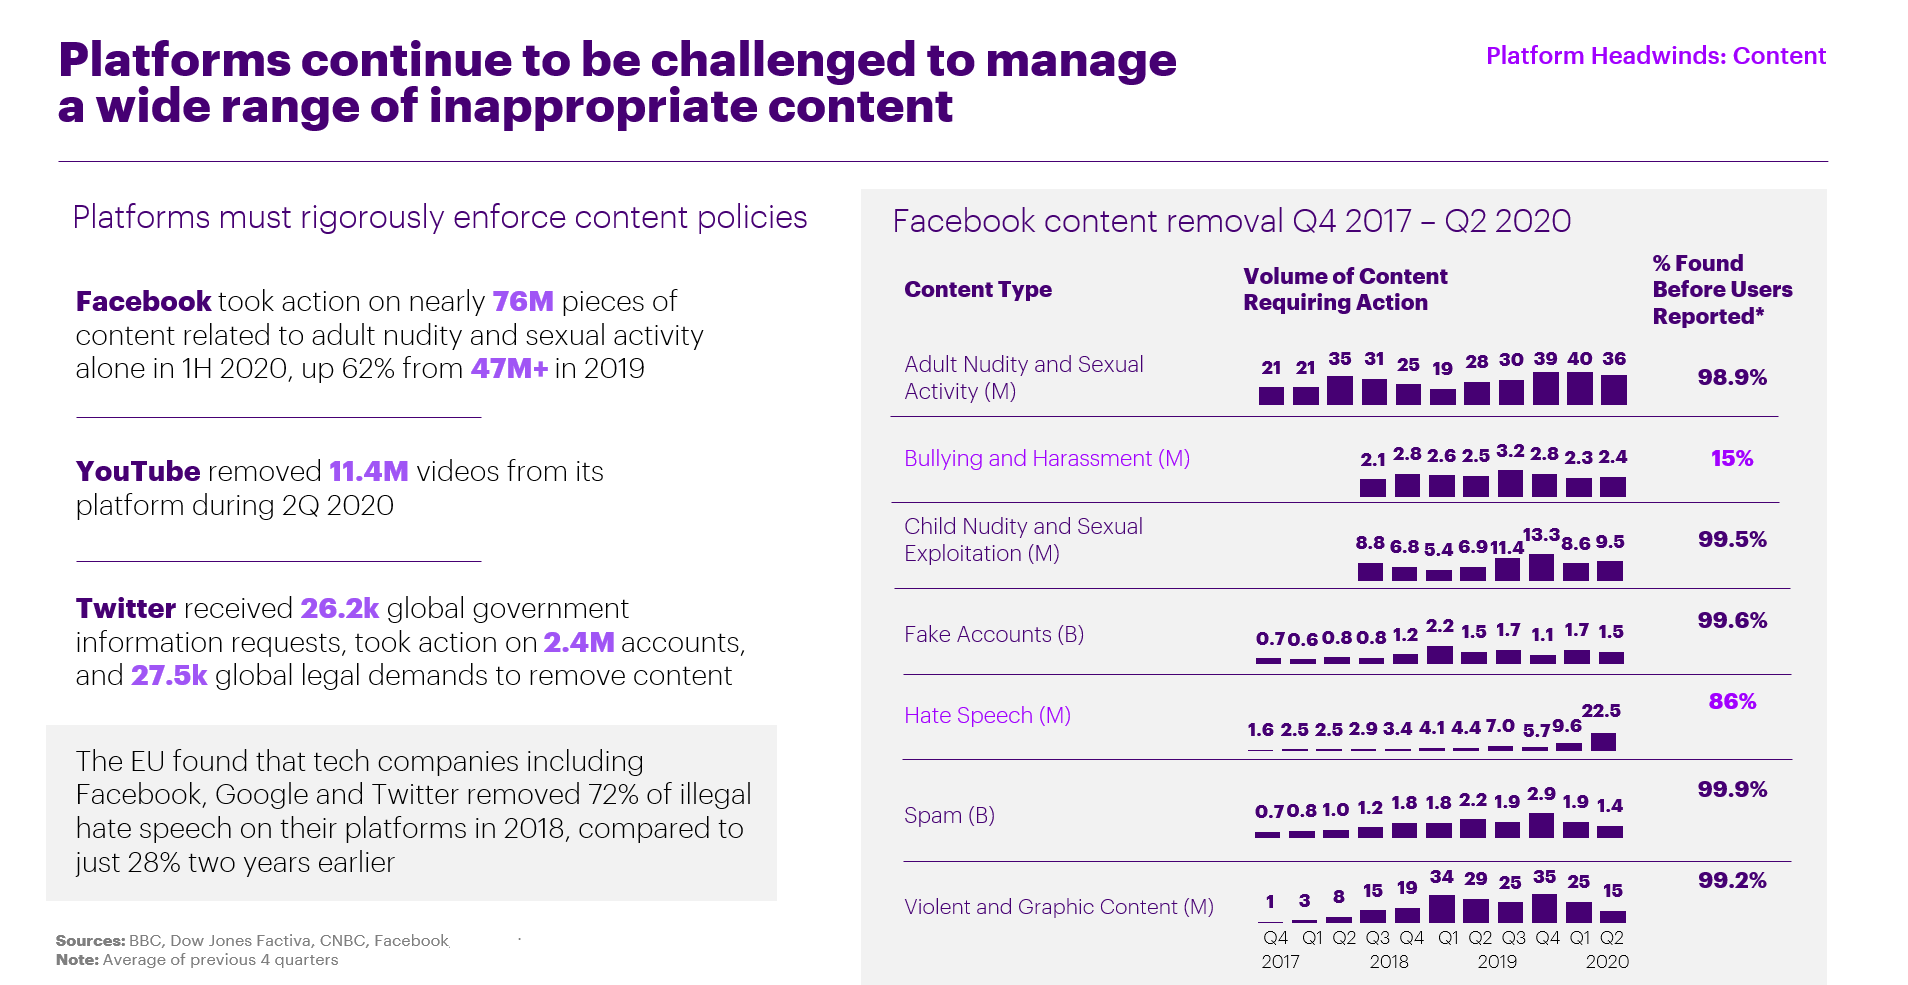 Platforms continue to be challenged to manage
a wide range of inappropriate content
Platform Headwinds: Content
Platforms must rigorously enforce content policies
Facebook took action on nearly 76M pieces of
content related to adult nudity and sexual activity
alone in 1H 2020, up 62% from 47M+ in 2019
YouTube removed 11.4M videos from its
platform during 2Q 2020
Twitter received 26.2k global government
information requests, took action on 2.4M accounts,
and 27.5k global legal demands to remove content
The EU found that tech companies including
Facebook, Google and Twitter removed 72% of illegal
hate speech on their platforms in 2018, compared to
just 28% two years earlier
Sources: BBC, Dow Jones Factiva, CNBC, Facebook
Note: Average of previous 4 quarters
Facebook content removal Q4 2017 – Q2 2020
Content Type
Volume of Content
Requiring Action
% Found
Before Users
Reported*
Adult Nudity and Sexual
Activity (M)
21 21 35 31 25 19 28 30 39 40 36
98.9%
Bullying and Harassment (M)
2.1 2.8 2.6 2.5 3.2 2.8 2.3 2.4
15%
Child Nudity and Sexual
Exploitation (M)
8.8 6.8 5.4 6.9 11.4 13.3 8.6 9.5
99.5%
Fake Accounts (B)
0.7 0.6 0.8 0.8 1.2 2.2 1.5 1.7 1.1 1.7 1.5
99.6%
Hate Speech (M)
1.6 2.5 2.5 2.9 3.4 4.1 4.4 7.0 5.7 9.6 22.5
86%
Spam (B)
0.7 0.8 1.0 1.2 1.8 1.8 2.2 1.9 2.9 1.9 1.4
99.9%
Violent and Graphic Content (M)
1 3 8 15 19 34 29 25 35 25 15
99.2%
Q4 Q1 Q2 Q3 Q4 Q1 Q2 Q3 Q4 Q1 Q2
2017 2018 2019 2020